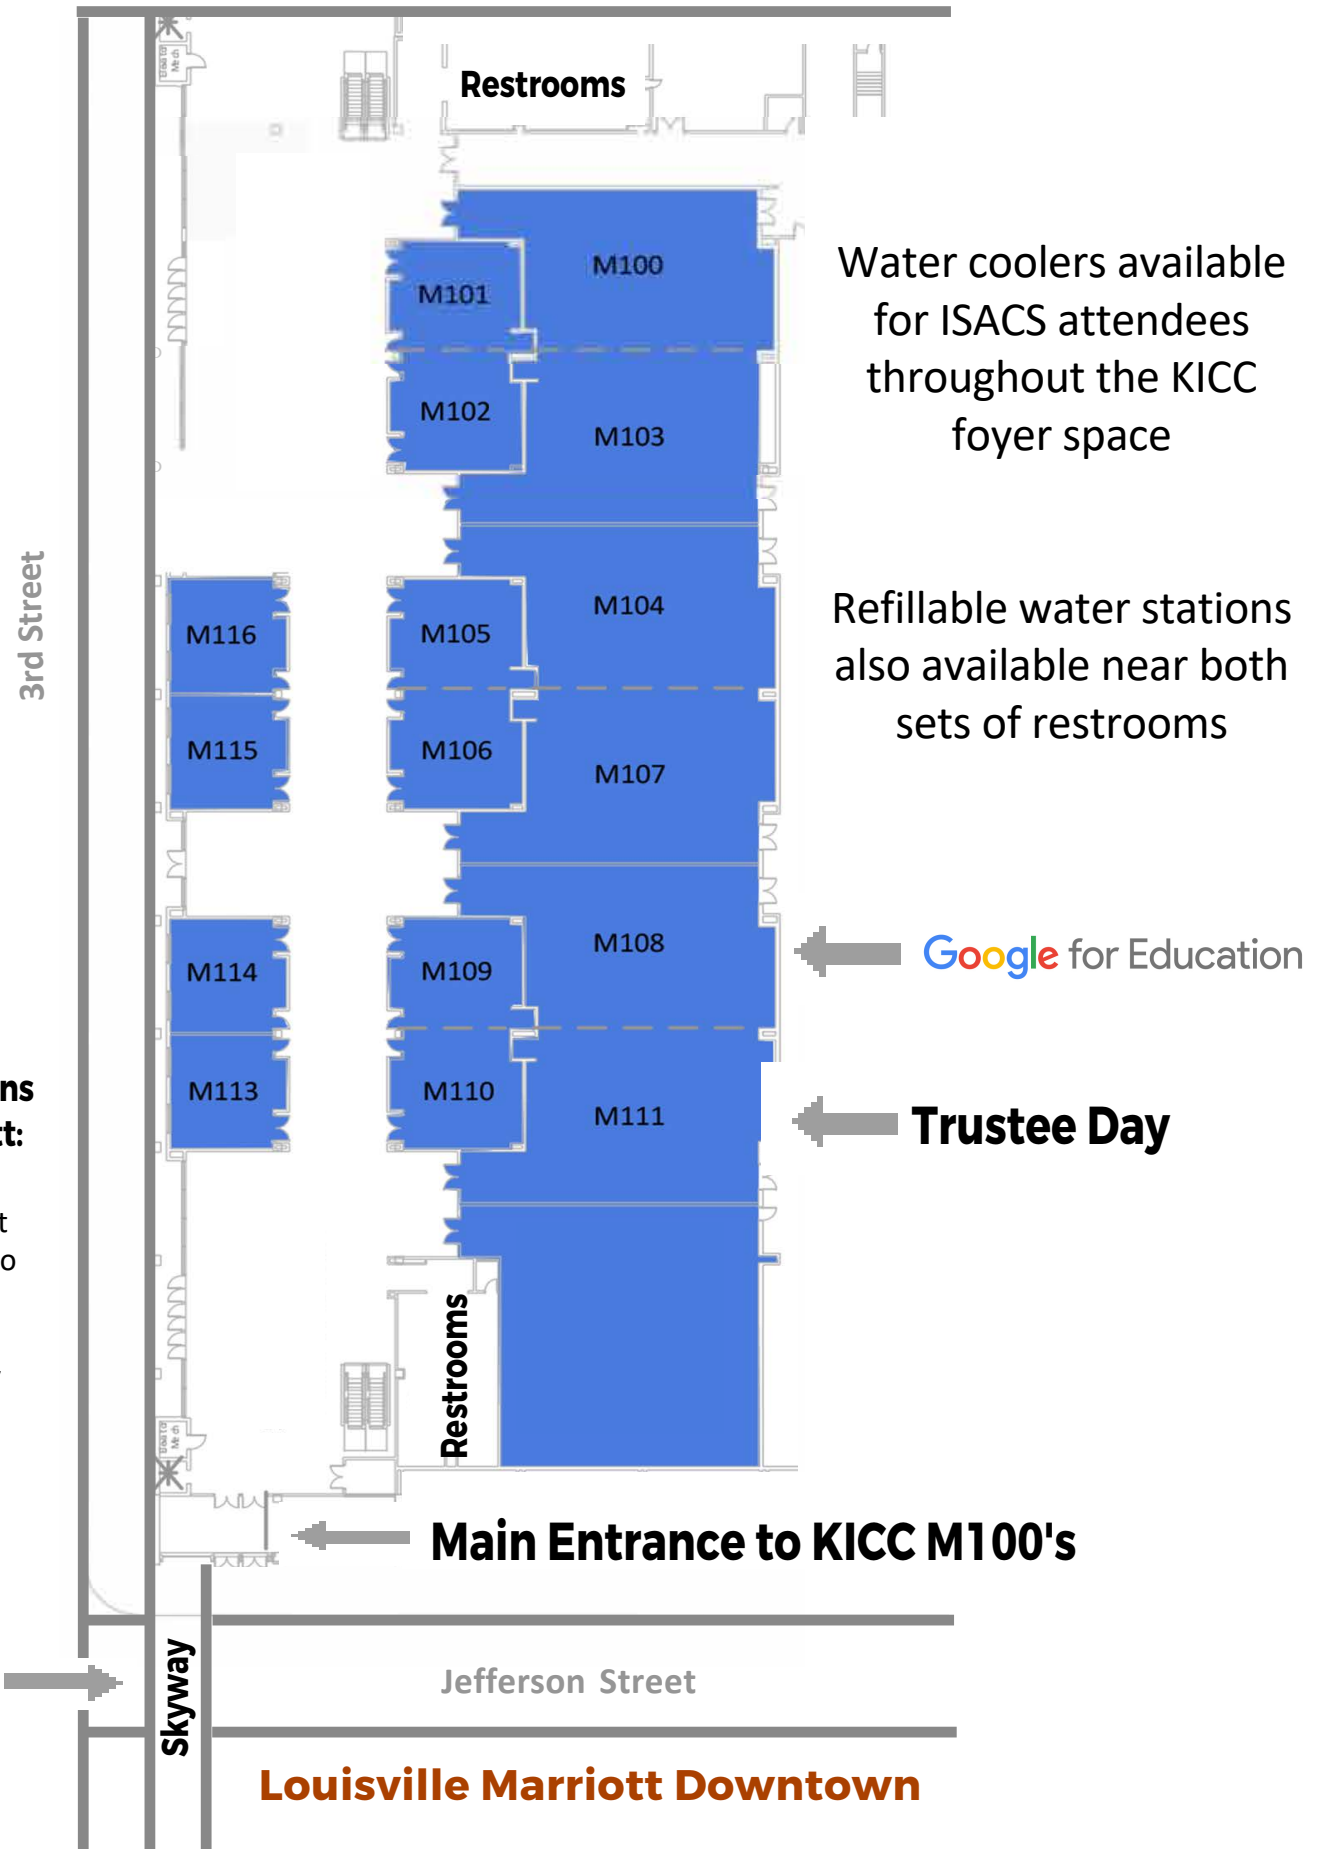 Restrooms
M100
M101
M102
M103
Water coolers available
for ISACS attendees
throughout the KICC
foyer space
3rd Street
M104
M116
M105
Refillable water stations
also available near both
sets of restrooms
M115
M106
M107
M108
M114
M109
Google for Education
M113
M110
M111
ns
tt:
t
o
Trustee Day
Restrooms
Mech
Main Entrance to KICC M100's
Skyway
Jefferson Street
Louisville Marriott Downtown